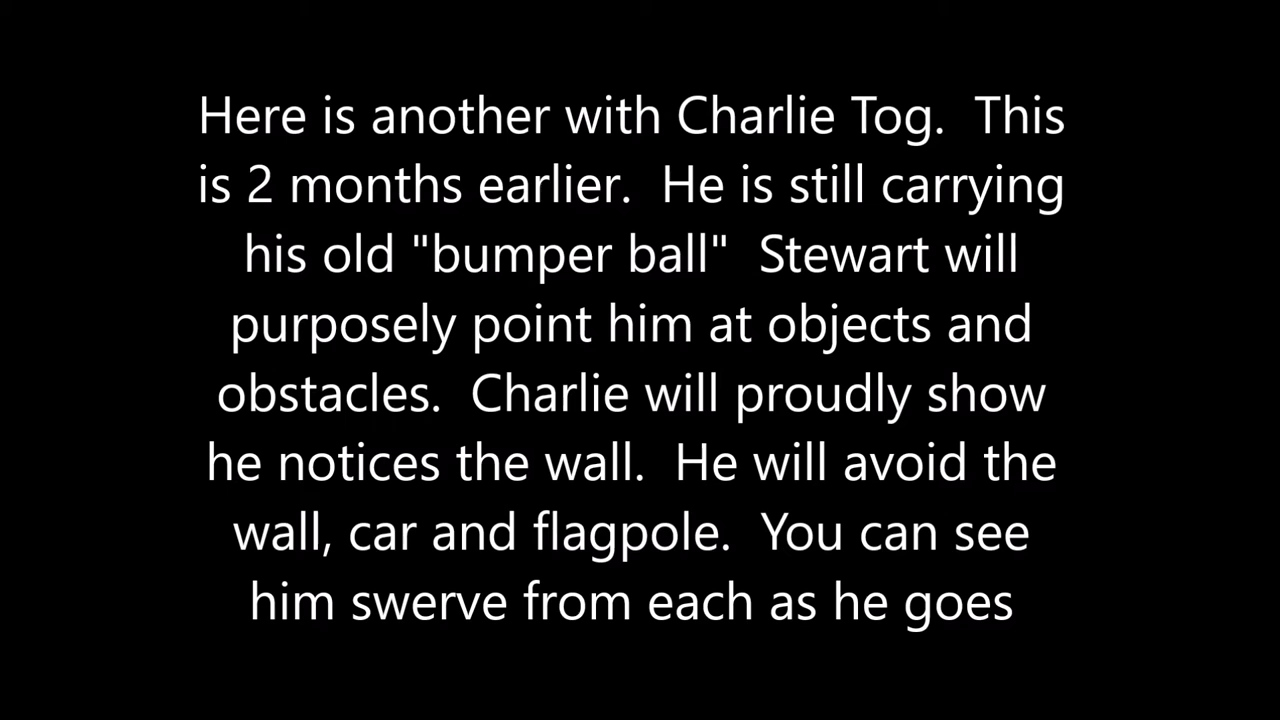 Here is another with Charlie Tog.  This
is 2 months earlier.  He is still carrying
his old "bumper ball"  Stewart will
purposely point him at objects and
obstacles.  Charlie will proudly show
he notices the wall.  He will avoid the
wall, car and flagpole.  You can see
him swerve from each as he goes